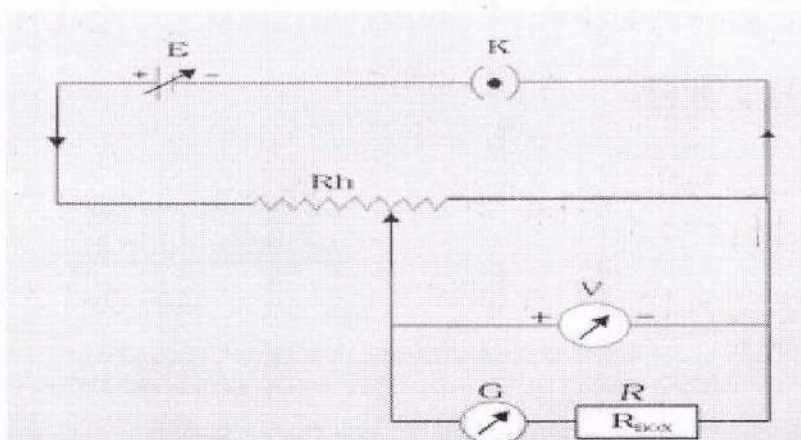 E K
+ -
Rh
V
+ -
G R
R_box